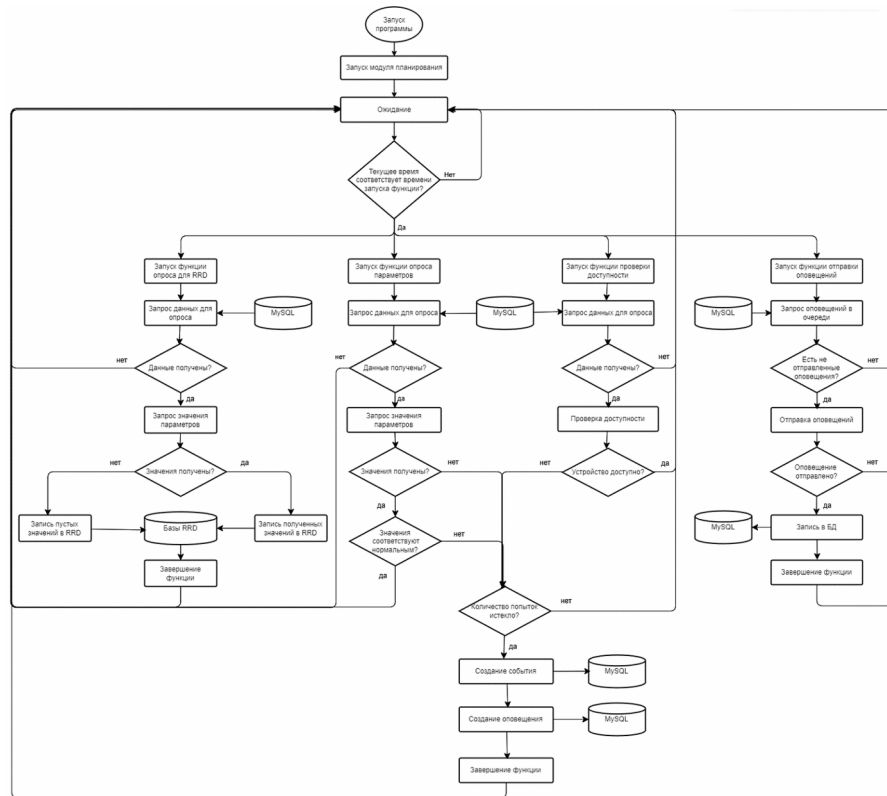 Запуск
программы
Запуск модуля планирования
Ожидание
Текущее время
соответствует времени
запуска функции?
Нет
Да
Запуск функции
опроса для RRD
Запуск функции опроса
параметров
Запуск функции проверки
доступности
Запуск функции отправки
оповещений
Запрос данных для
опроса
MySQL
Запрос данных для опроса
MySQL
Запрос данных для опроса
MySQL
Запрос оповещений в
очереди
нет
Данные получены?
нет
Данные получены?
Данные получены?
нет
Есть не
отправленные
оповещения?
нет
да
да
да
да
Запрос значения
параметров
Запрос значения
параметров
Проверка доступности
Отправка оповещений
нет
Значения получены?
да
Значения получены?
нет
нет
Устройство доступно?
да
Оповещение
отправлено?
нет
да
да
Запись пустых
значений в RRD
Базы RRD
Запись полученных
значений в RRD
Значения
соответствуют
нормальным?
нет
MySQL
Запись в БД
Завершение
функции
да
Завершение функции
Количество попыток
истекло?
нет
да
Создание события
MySQL
Создание оповещения
MySQL
Завершение функции